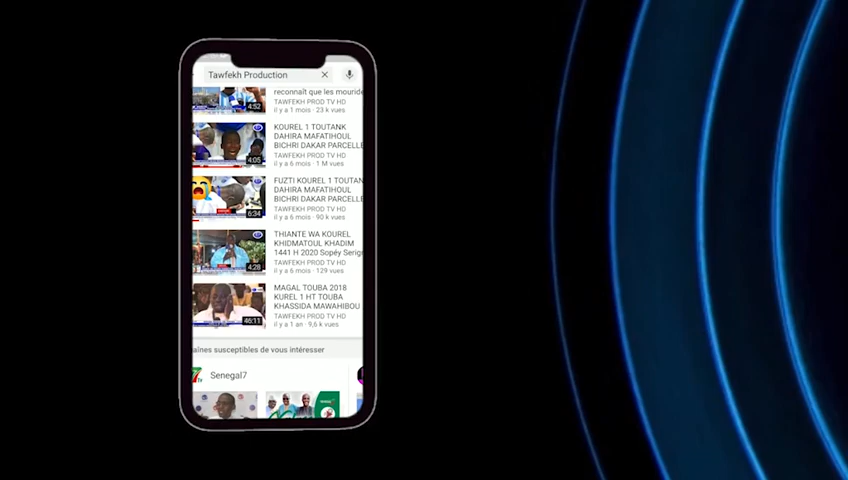 Tawfekh Production
reconnaît que les mouride
TAWFEKH PROD TV HD
il y a 1 mois · 23 k vues
4:52
KOUREL 1 TOUTANK
DAHIRA MAFATIHOUL
BICHRI DAKAR PARCELLE
TAWFEKH PROD TV HD
il y a 6 mois · 1 M vues
4:05
FUZTI KOUREL 1 TOUTAN
DAHIRA MAFATIHOUL
BICHRI DAKAR PARCELLE
TAWFEKH PROD TV HD
il y a 6 mois · 90 k vues
6:34
THIANTE WA KOUREL
KHIDMATOUL KHADIM
1441 H 2020 Sopéy Serign
TAWFEKH PROD TV HD
il y a 6 mois · 129 vues
4:28
MAGAL TOUBA 2018
KUREL 1 HT TOUBA
KHASSIDA MAWAHIBOU
TAWFEKH PROD TV HD
il y a 1 an · 9,6 k vues
46:11
aînes susceptibles de vous intéresser
Senegal7